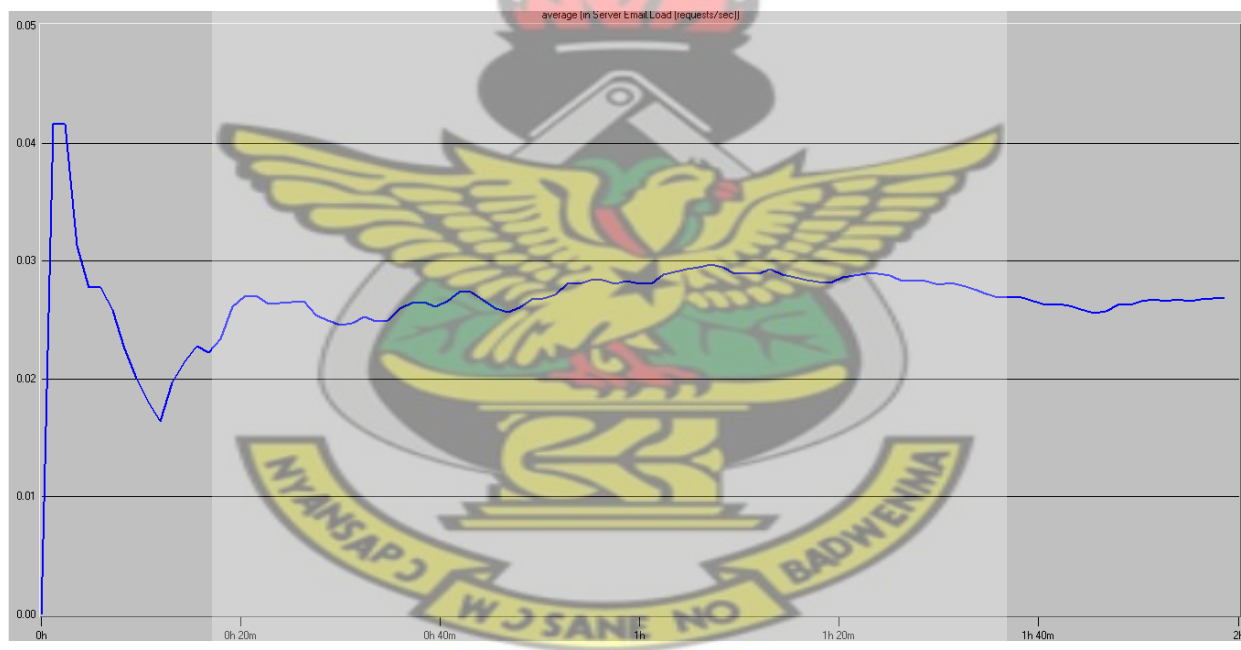 average (in Server Email.Load (requests/sec))
0.05
0.04
0.03
0.02
0.01
0.00
0h
0h 20m
0h 40m
1h
1h 20m
1h 40m
2h
NYANSAPƆ
WƆSANE NO
BADWENMA